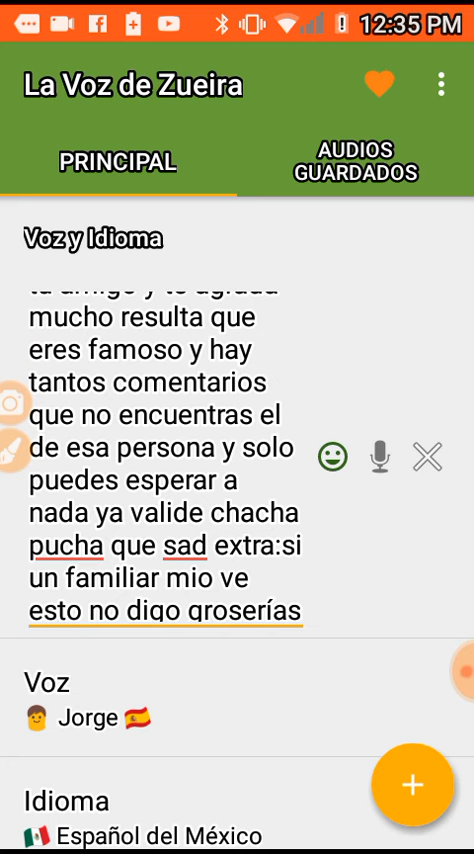 12:35 PM
La Voz de Zueira
PRINCIPAL
AUDIOS
GUARDADOS
Voz y Idioma
mucho resulta que
eres famoso y hay
tantos comentarios
que no encuentras el
de esa persona y solo
puedes esperar a
nada ya valide chacha
pucha que sad extra:si
un familiar mio ve
esto no digo groserías
Voz
Jorge
Idioma
Español del México